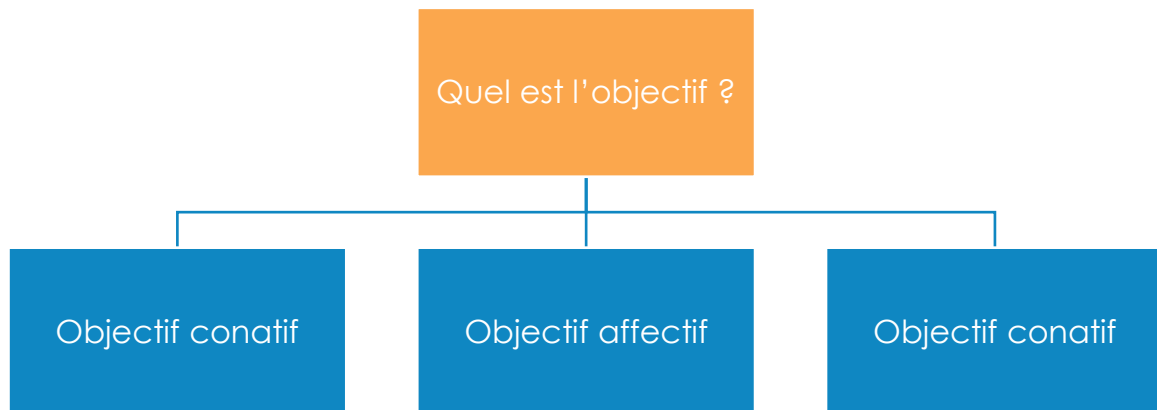 Quel est l’objectif ?
Objectif conatif
Objectif affectif
Objectif conatif